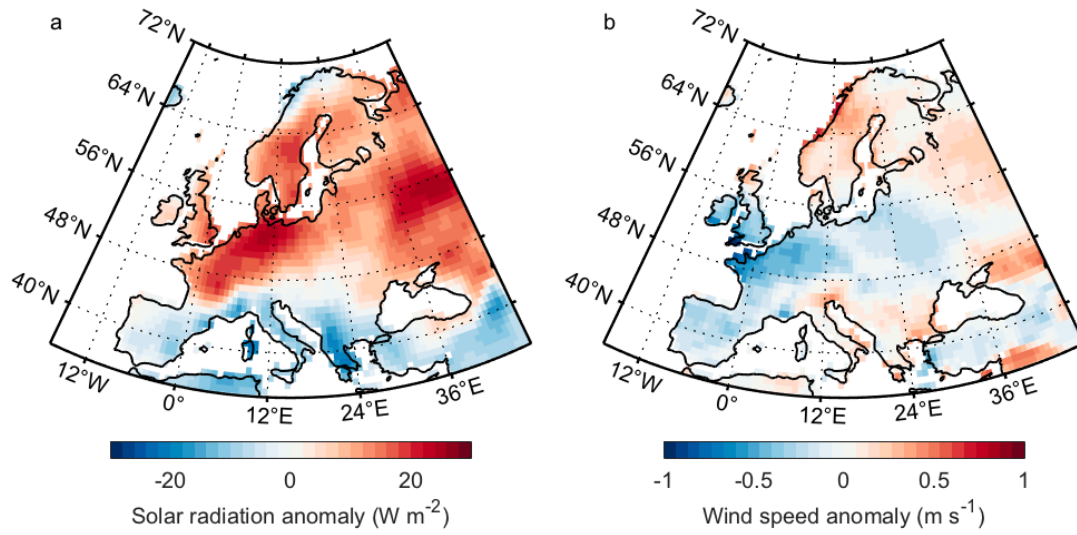 a
72°N
64°N
56°N
48°N
40°N
12°W
0°
12°E
24°E
36°E
-20
0
20
Solar radiation anomaly (W m⁻²)
b
72°N
64°N
56°N
48°N
40°N
12°W
0°
12°E
24°E
36°E
-1
-0.5
0
0.5
1
Wind speed anomaly (m s⁻¹)